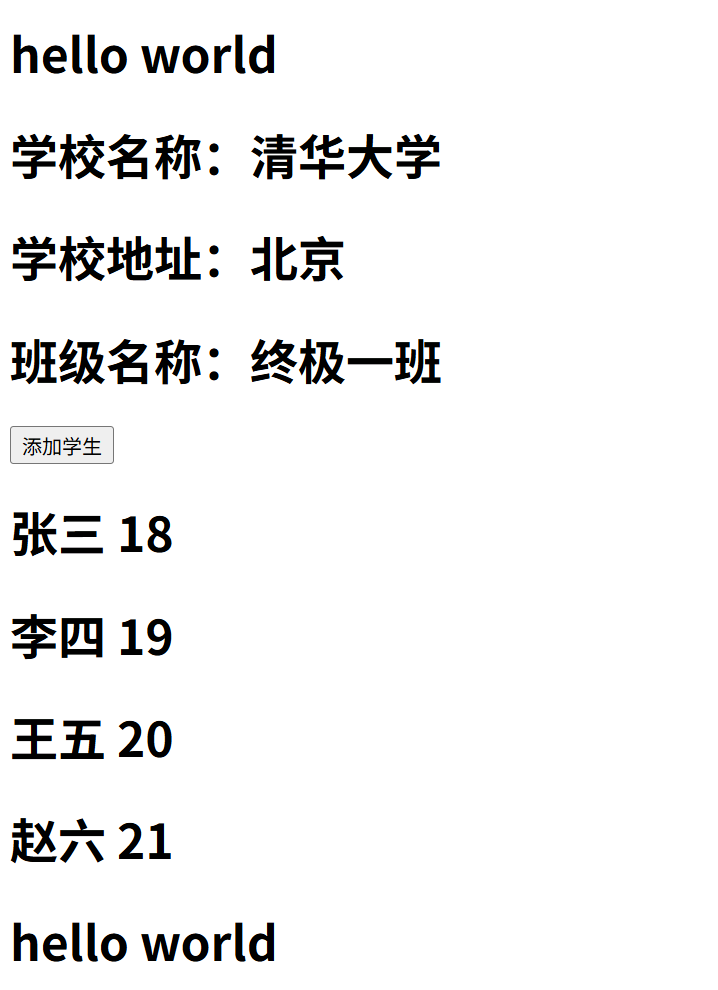 hello world
学校名称：清华大学
学校地址：北京
班级名称：终极一班
添加学生
张三 18
李四 19
王五 20
赵六 21
hello world